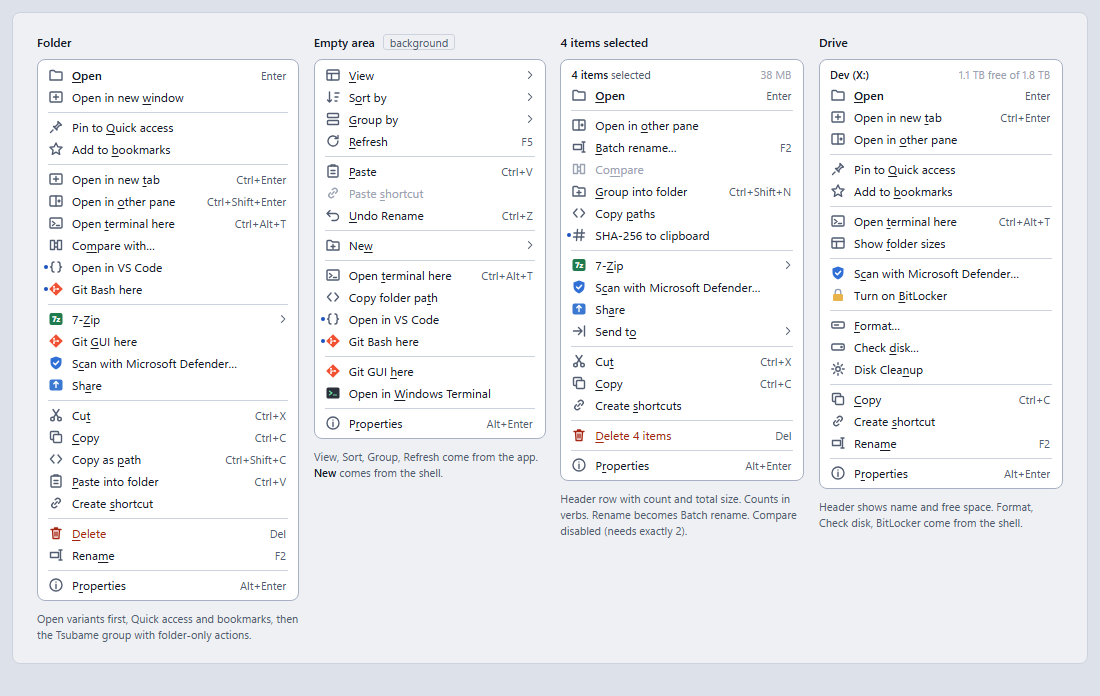 Folder
Open Enter
Open in new window
Pin to Quick access
Add to bookmarks
Open in new tab Ctrl+Enter
Open in other pane Ctrl+Shift+Enter
Open terminal here Ctrl+Alt+T
Compare with...
Open in VS Code
Git Bash here
7z 7-Zip
Git GUI here
Scan with Microsoft Defender...
Share
Cut Ctrl+X
Copy Ctrl+C
Copy as path Ctrl+Shift+C
Paste into folder Ctrl+V
Create shortcut
Delete Del
Rename F2
Properties Alt+Enter
Open variants first, Quick access and bookmarks, then
the Tsubame group with folder-only actions.
Empty area background
View
Sort by
Group by
Refresh F5
Paste Ctrl+V
Paste shortcut
Undo Rename Ctrl+Z
New
Open terminal here Ctrl+Alt+T
Copy folder path
Open in VS Code
Git Bash here
Git GUI here
Open in Windows Terminal
Properties Alt+Enter
View, Sort, Group, Refresh come from the app.
New comes from the shell.
4 items selected
4 items selected 38 MB
Open Enter
Open in other pane
Batch rename... F2
Compare
Group into folder Ctrl+Shift+N
Copy paths
SHA-256 to clipboard
7z 7-Zip
Scan with Microsoft Defender...
Share
Send to
Cut Ctrl+X
Copy Ctrl+C
Create shortcuts
Delete 4 items Del
Properties Alt+Enter
Header row with count and total size. Counts in
verbs. Rename becomes Batch rename. Compare
disabled (needs exactly 2).
Drive
Dev (X:) 1.1 TB free of 1.8 TB
Open Enter
Open in new tab Ctrl+Enter
Open in other pane
Pin to Quick access
Add to bookmarks
Open terminal here Ctrl+Alt+T
Show folder sizes
Scan with Microsoft Defender...
Turn on BitLocker
Format...
Check disk...
Disk Cleanup
Copy Ctrl+C
Create shortcut
Rename F2
Properties Alt+Enter
Header shows name and free space. Format,
Check disk, BitLocker come from the shell.